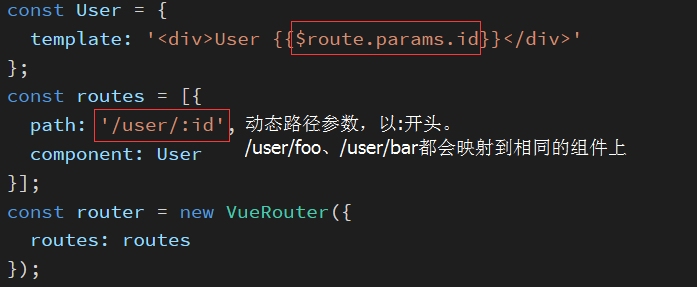 const User = {
  template: '<div>User {{$route.params.id}}</div>'
};
const routes = [{
  path: '/user/:id', 动态路径参数，以:开头。
  component: User /user/foo、/user/bar都会映射到相同的组件上
}];
const router = new VueRouter({
  routes: routes
});